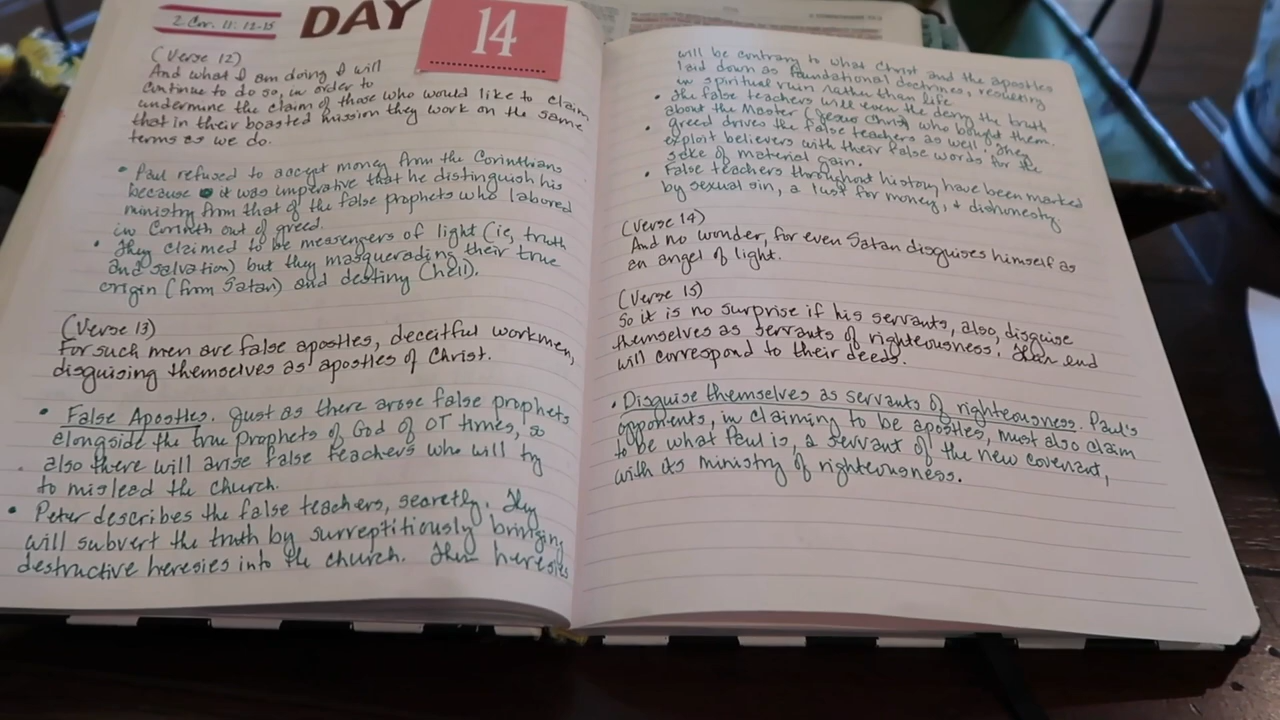 2 Cor. 11:12-15
DAY
14
(Verse 12)
And what I am doing I will
continue to do so, in order to
undermine the claim of those who would like to claim
that in their boasted mission they work on the same
terms as we do.
• Paul refused to accept money from the Corinthians
because it was imperative that he distinguish his
ministry from that of the false prophets who labored
in Corinth out of greed.
• They claimed to be messengers of light (ie, truth
and salvation) but they masquerading their true
origin (from Satan) and destiny (hell).
(Verse 13)
For such men are false apostles, deceitful workmen,
disguising themselves as apostles of Christ.
• False Apostles. Just as there arose false prophets
alongside the true prophets of God of OT times, so
also there will arise false teachers who will try
to mislead the church.
• Peter describes the false teachers, secretly. They
will subvert the truth by surreptitiously bringing
destructive heresies into the church. Their heresies
will be contrary to what Christ and the apostles
laid down as foundational doctrines, resulting
in spiritual ruin rather than life
• The false teachers will even the deny the truth
about the Master (Jesus Christ) who bought them.
• greed drives the false teachers as well: They
exploit believers with their false words for the
sake of material gain.
• False teachers throughout history have been marked
by sexual sin, a lust for money, & dishonesty.
(Verse 14)
And no wonder, for even Satan disguises himself as
an angel of light.
(Verse 15)
So it is no surprise if his servants, also, disguise
themselves as servants of righteousness. Their end
will correspond to their deeds.
• Disguise themselves as servants of righteousness. Paul's
opponents, in claiming to be apostles, must also claim
to be what Paul is, a servant of the new covenant,
with its ministry of righteousness.